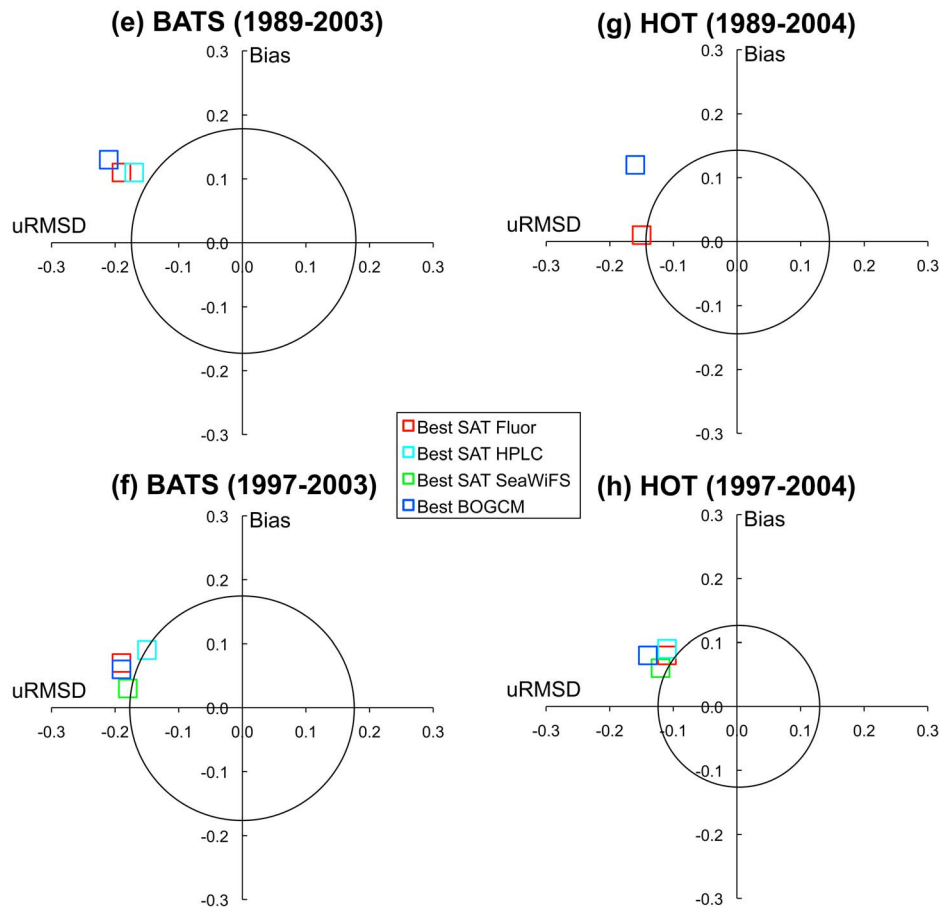 (e) BATS (1989-2003)
0.3
Bias
0.2
0.1
uRMSD
0.0
-0.3 -0.2 -0.1 0.0 0.1 0.2 0.3
-0.1
-0.2
-0.3
(g) HOT (1989-2004)
0.3
Bias
0.2
0.1
uRMSD
0.0
-0.3 -0.2 -0.1 0.0 0.1 0.2 0.3
-0.1
-0.2
-0.3
Best SAT Fluor
Best SAT HPLC
Best SAT SeaWiFS
Best BOGCM
(f) BATS (1997-2003)
0.3
Bias
0.2
0.1
uRMSD
0.0
-0.3 -0.2 -0.1 0.0 0.1 0.2 0.3
-0.1
-0.2
-0.3
(h) HOT (1997-2004)
0.3
Bias
0.2
0.1
uRMSD
0.0
-0.3 -0.2 -0.1 0.0 0.1 0.2 0.3
-0.1
-0.2
-0.3